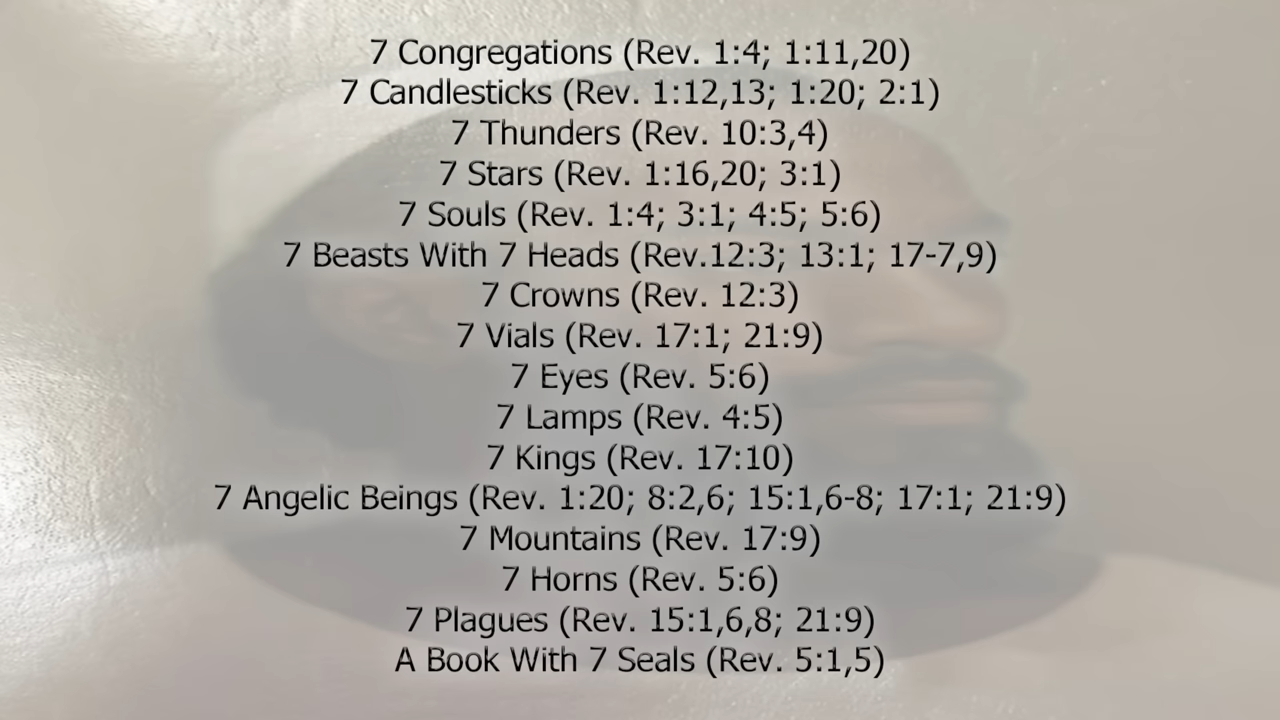 7 Congregations (Rev. 1:4; 1:11,20)
7 Candlesticks (Rev. 1:12,13; 1:20; 2:1)
7 Thunders (Rev. 10:3,4)
7 Stars (Rev. 1:16,20; 3:1)
7 Souls (Rev. 1:4; 3:1; 4:5; 5:6)
7 Beasts With 7 Heads (Rev.12:3; 13:1; 17-7,9)
7 Crowns (Rev. 12:3)
7 Vials (Rev. 17:1; 21:9)
7 Eyes (Rev. 5:6)
7 Lamps (Rev. 4:5)
7 Kings (Rev. 17:10)
7 Angelic Beings (Rev. 1:20; 8:2,6; 15:1,6-8; 17:1; 21:9)
7 Mountains (Rev. 17:9)
7 Horns (Rev. 5:6)
7 Plagues (Rev. 15:1,6,8; 21:9)
A Book With 7 Seals (Rev. 5:1,5)